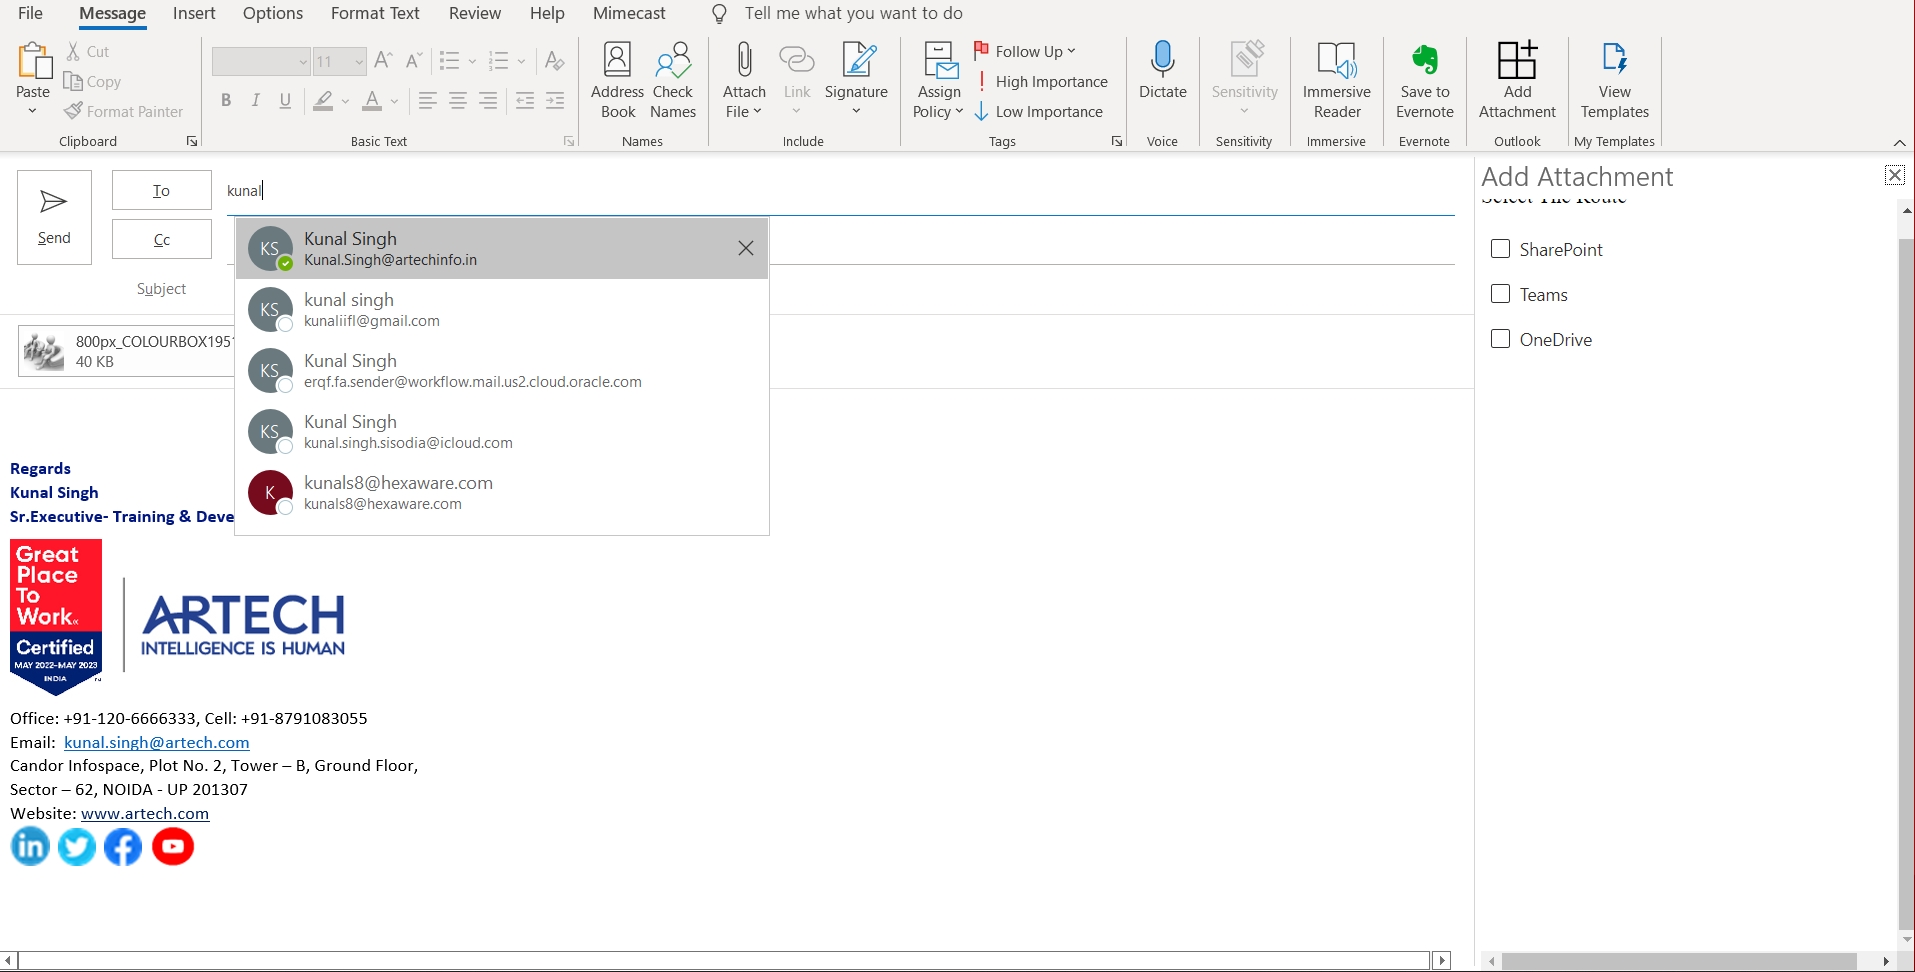 File Message Insert Options Format Text Review Help Mimecast Tell me what you want to do
Paste
Cut
Copy
Format Painter
Clipboard
11
B I U
Basic Text
Address
Book
Check
Names
Names
Attach
File
Link
Signature
Include
Assign
Policy
Follow Up
High Importance
Low Importance
Tags
Dictate
Voice
Sensitivity
Sensitivity
Immersive
Reader
Immersive
Save to
Evernote
Evernote
Add
Attachment
Outlook
View
Templates
My Templates
Send
To
kunal
Cc
Subject
KS
Kunal Singh
Kunal.Singh@artechinfo.in
KS
kunal singh
kunaliifl@gmail.com
KS
Kunal Singh
erqf.fa.sender@workflow.mail.us2.cloud.oracle.com
KS
Kunal Singh
kunal.singh.sisodia@icloud.com
K
kunals8@hexaware.com
kunals8@hexaware.com
800px_COLOURBOX195
40 KB
Regards
Kunal Singh
Sr.Executive- Training & Deve
Great
Place
To
Work.
Certified
MAY 2022-MAY 2023
INDIA
ARTECH
INTELLIGENCE IS HUMAN
Office: +91-120-6666333, Cell: +91-8791083055
Email: kunal.singh@artech.com
Candor Infospace, Plot No. 2, Tower – B, Ground Floor,
Sector – 62, NOIDA - UP 201307
Website: www.artech.com
in
Add Attachment
Select The Route
SharePoint
Teams
OneDrive